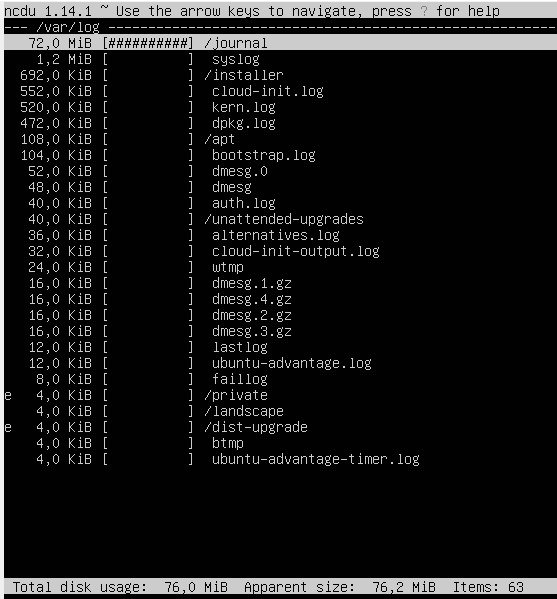 ncdu 1.14.1 ~ Use the arrow keys to navigate, press ? for help
--- /var/log ---------------------------------------------------------
72,0 MiB [##########] /journal
1,2 MiB [          ]  syslog
692,0 KiB [          ] /installer
552,0 KiB [          ]  cloud-init.log
520,0 KiB [          ]  kern.log
472,0 KiB [          ]  dpkg.log
108,0 KiB [          ] /apt
104,0 KiB [          ]  bootstrap.log
52,0 KiB [          ]  dmesg.0
48,0 KiB [          ]  dmesg
40,0 KiB [          ]  auth.log
40,0 KiB [          ] /unattended-upgrades
36,0 KiB [          ]  alternatives.log
32,0 KiB [          ]  cloud-init-output.log
24,0 KiB [          ]  wtmp
16,0 KiB [          ]  dmesg.1.gz
16,0 KiB [          ]  dmesg.4.gz
16,0 KiB [          ]  dmesg.2.gz
16,0 KiB [          ]  dmesg.3.gz
12,0 KiB [          ]  lastlog
12,0 KiB [          ]  ubuntu-advantage.log
8,0 KiB [          ]  faillog
e   4,0 KiB [          ] /private
4,0 KiB [          ] /landscape
e   4,0 KiB [          ] /dist-upgrade
4,0 KiB [          ]  btmp
4,0 KiB [          ]  ubuntu-advantage-timer.log
Total disk usage:  76,0 MiB  Apparent size:  76,2 MiB  Items: 63